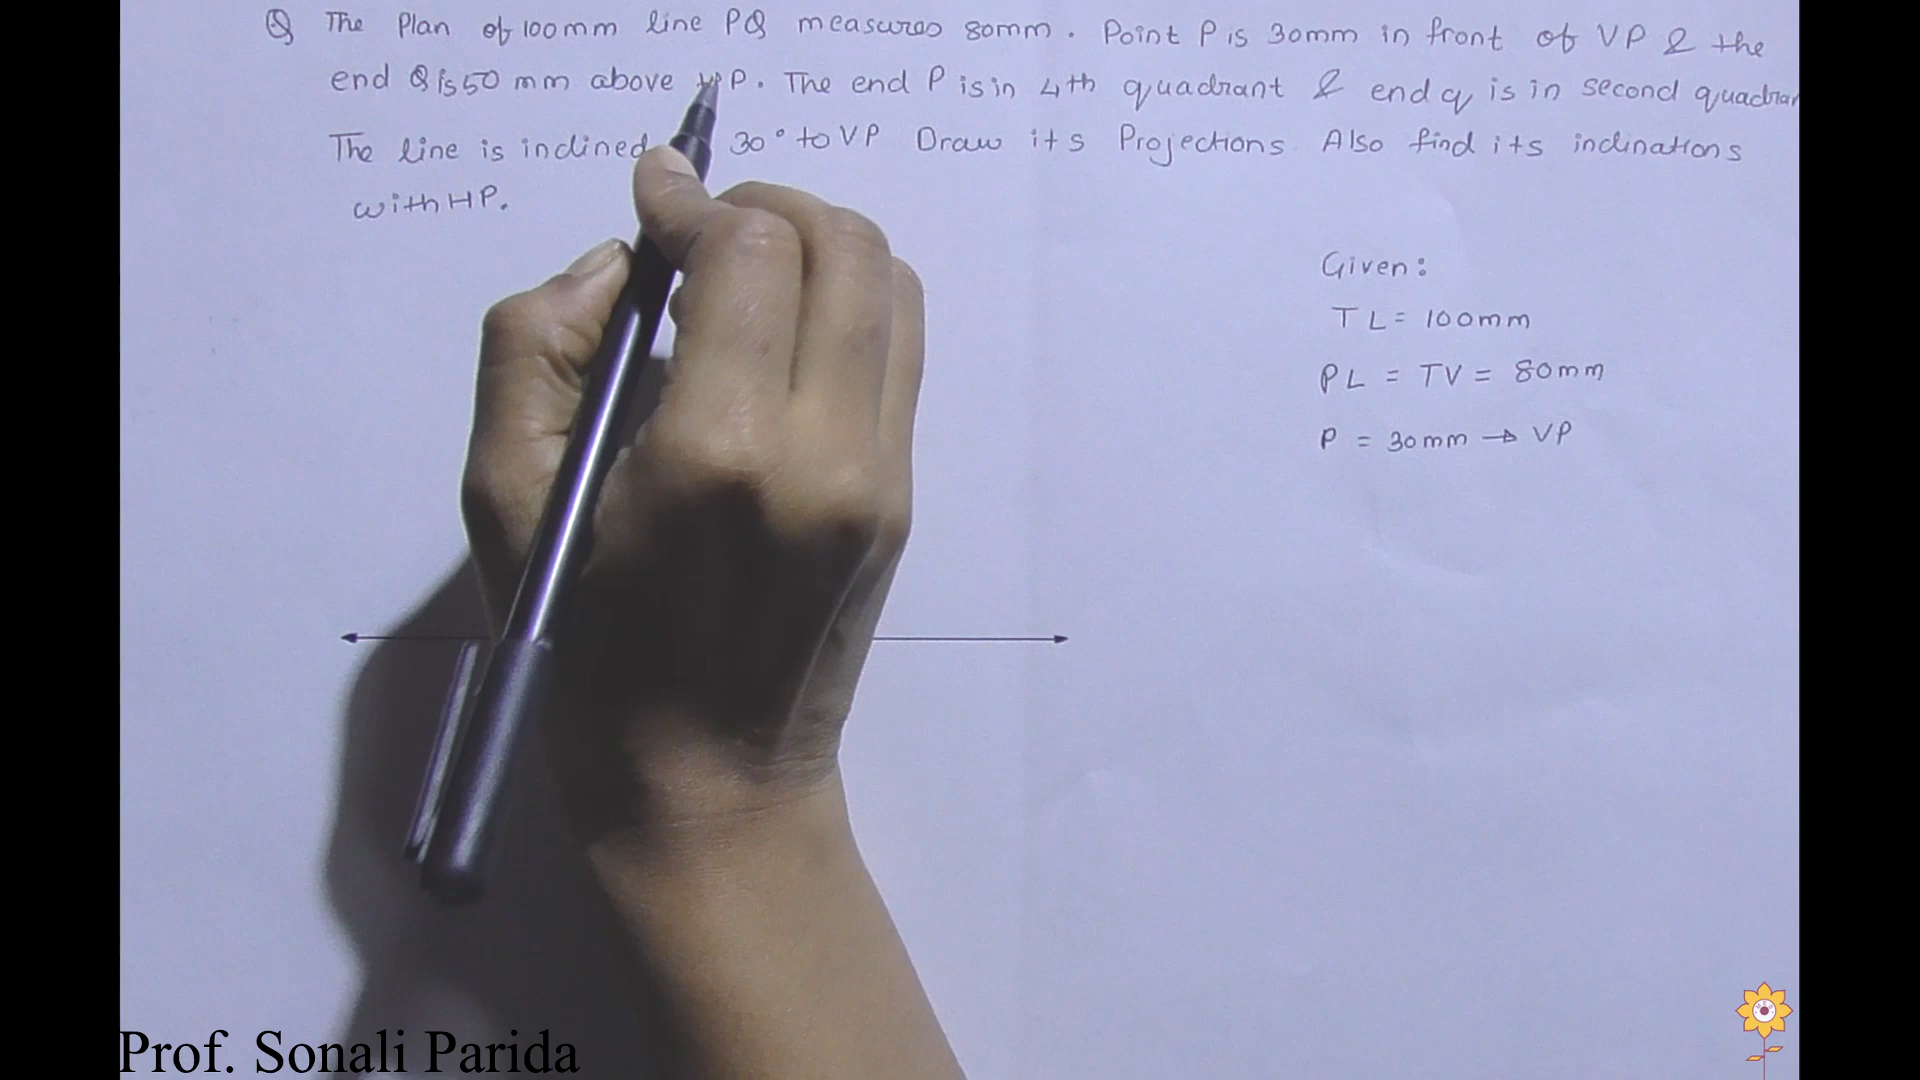 Q The Plan of 100mm line PQ measures 80mm. Point P is 30mm in front of VP & the
end Q is 50 mm above HP. The end P is in 4th quadrant & end q is in second
The line is inclined 30° to VP Draw its Projections. Also find its inclinations
with HP.
Given:
TL = 100mm
PL = TV = 80mm
P = 30mm → VP
Prof. Sonali Parida